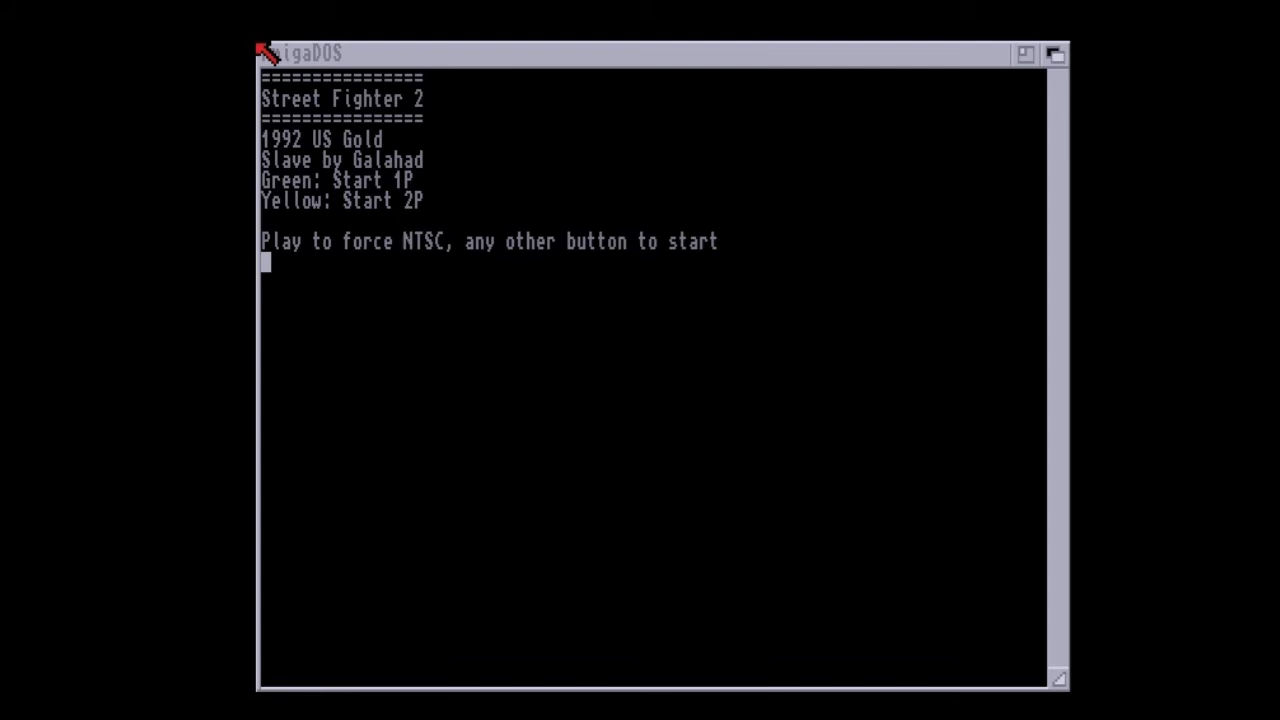 igaDOS
================
Street Fighter 2
================
1992 US Gold
Slave by Galahad
Green: Start 1P
Yellow: Start 2P
Play to force NTSC, any other button to start